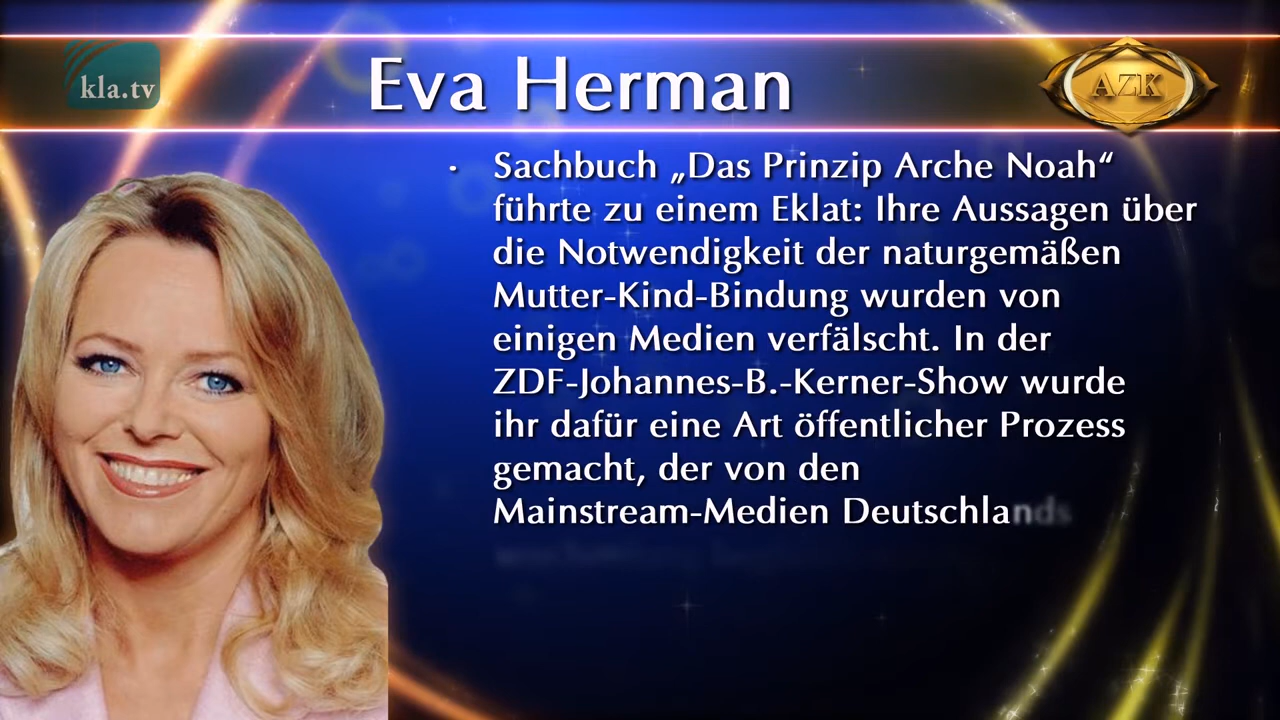 kla.tv
Eva Herman
AZK
· Sachbuch „Das Prinzip Arche Noah“
führte zu einem Eklat: Ihre Aussagen über
die Notwendigkeit der naturgemäßen
Mutter-Kind-Bindung wurden von
einigen Medien verfälscht. In der
ZDF-Johannes-B.-Kerner-Show wurde
ihr dafür eine Art öffentlicher Prozess
gemacht, der von den
Mainstream-Medien Deutschlands